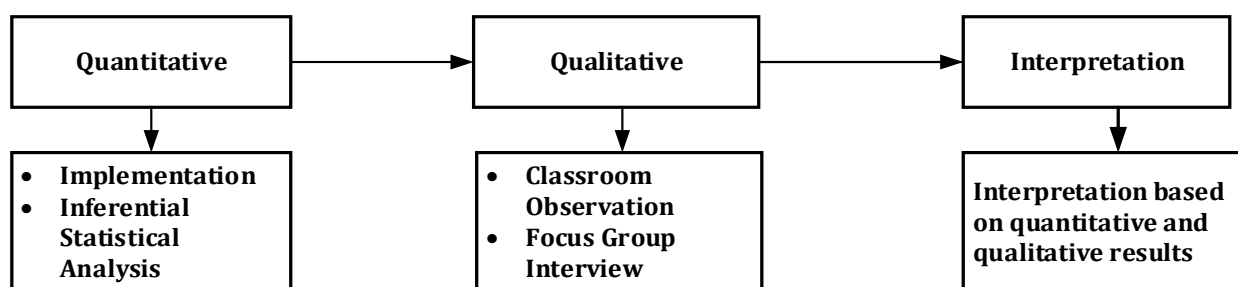 Quantitative
Qualitative
Interpretation
• Implementation
• Inferential
Statistical
Analysis
• Classroom
Observation
• Focus Group
Interview
Interpretation based
on quantitative and
qualitative results